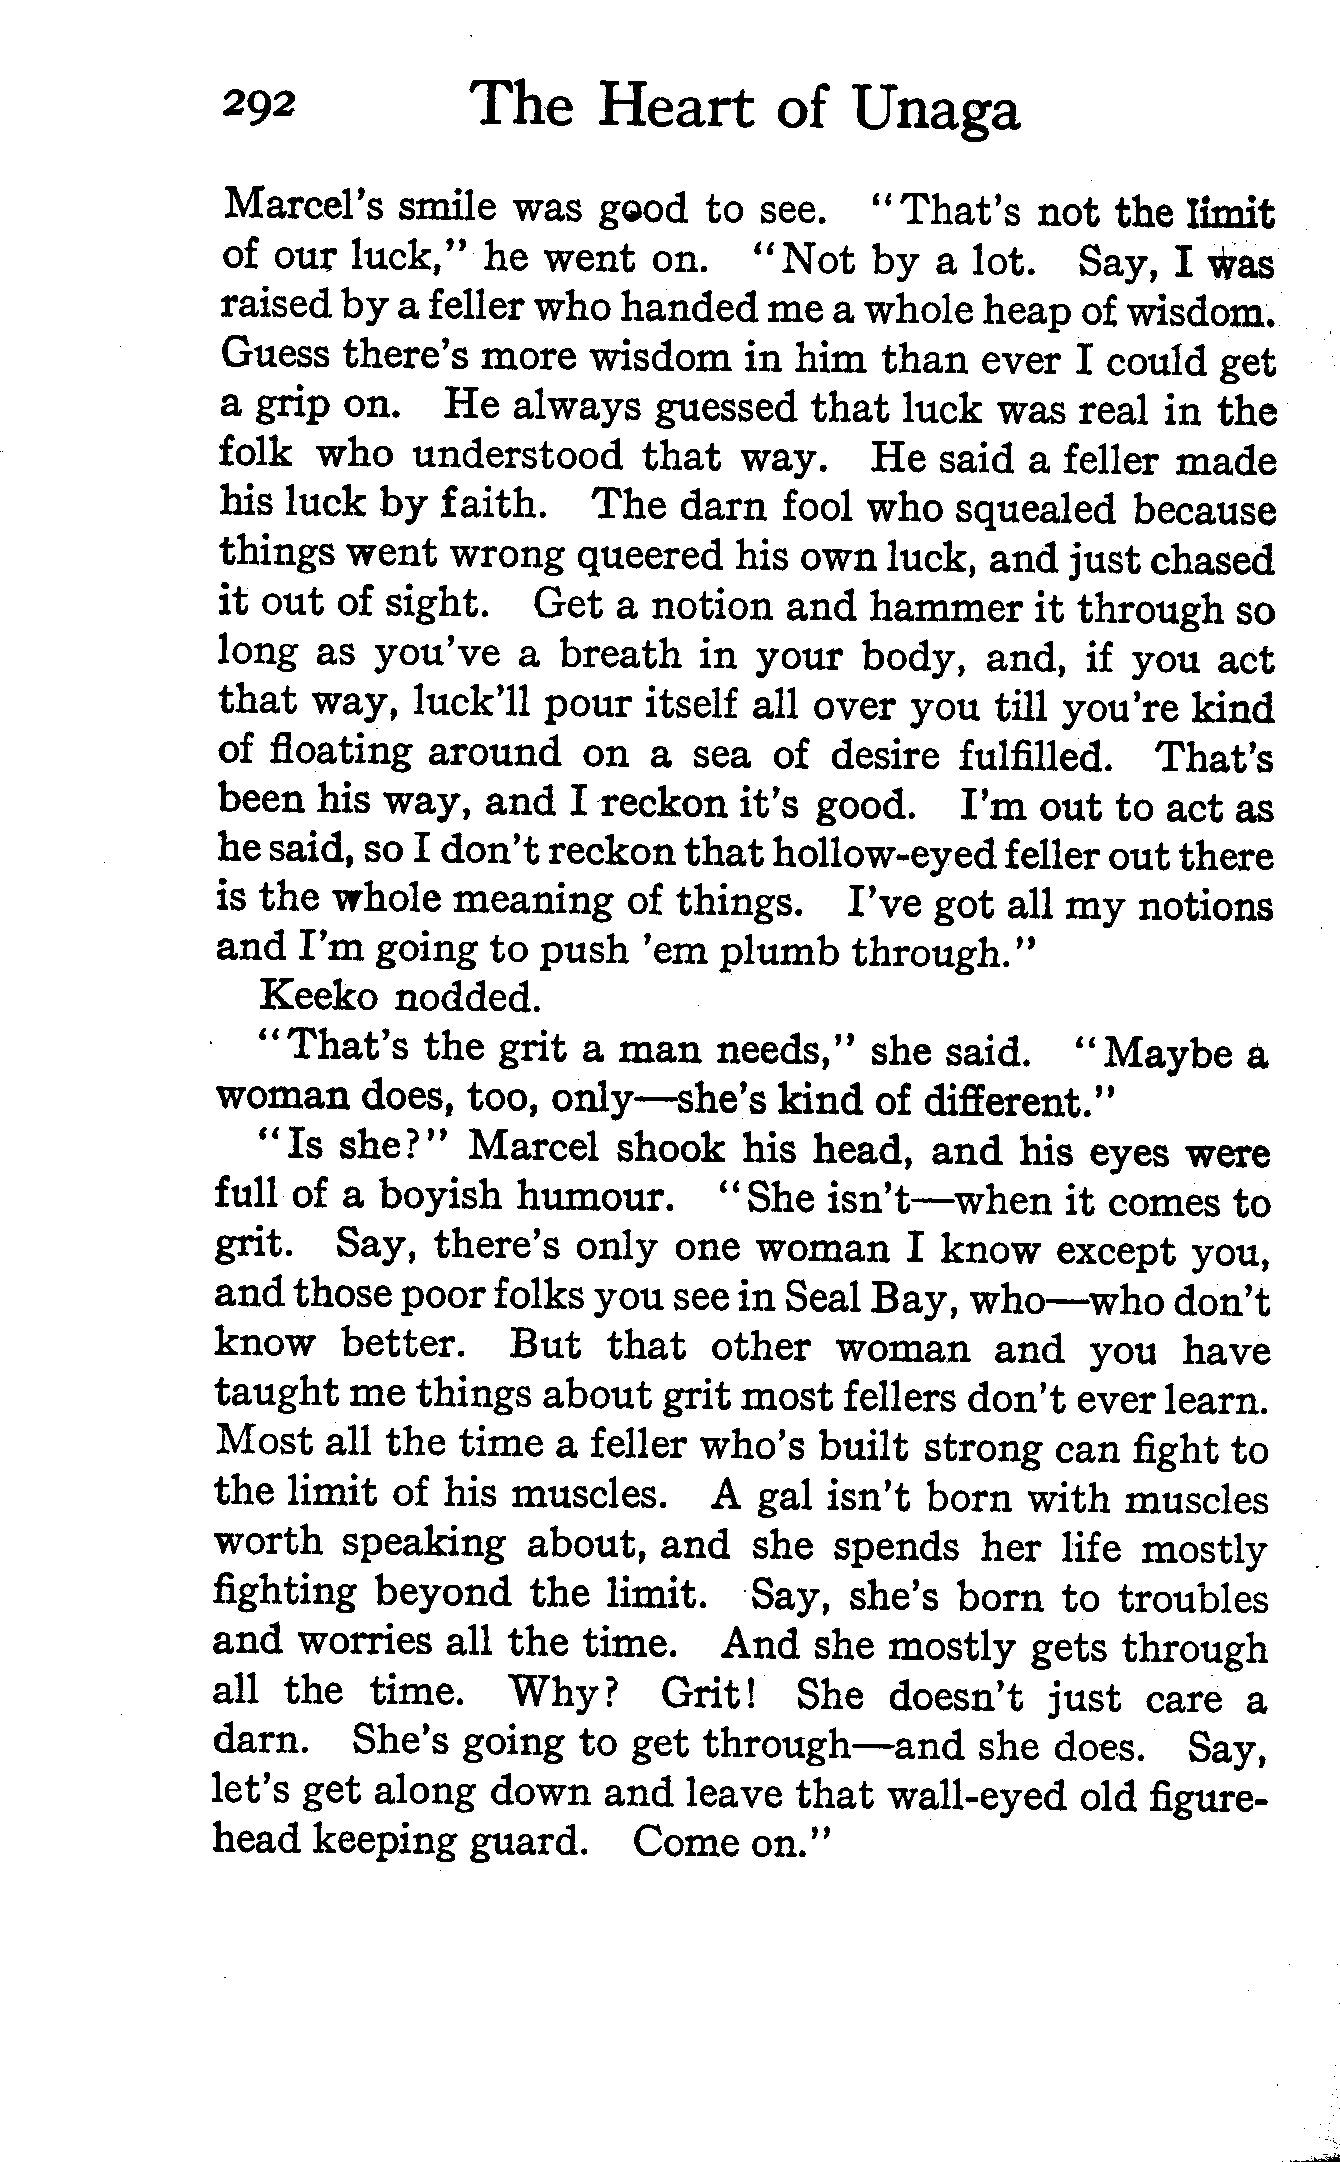 292 The Heart of Unaga
Marcel's smile was good to see. "That's not the limit
of our luck," he went on. "Not by a lot. Say, I was
raised by a feller who handed me a whole heap of wisdom.
Guess there's more wisdom in him than ever I could get
a grip on. He always guessed that luck was real in the
folk who understood that way. He said a feller made
his luck by faith. The darn fool who squealed because
things went wrong queered his own luck, and just chased
it out of sight. Get a notion and hammer it through so
long as you've a breath in your body, and, if you act
that way, luck'll pour itself all over you till you're kind
of floating around on a sea of desire fulfilled. That's
been his way, and I reckon it's good. I'm out to act as
he said, so I don't reckon that hollow-eyed feller out there
is the whole meaning of things. I've got all my notions
and I'm going to push 'em plumb through."
Keeko nodded.
"That's the grit a man needs," she said. "Maybe a
woman does, too, only—she's kind of different."
"Is she?" Marcel shook his head, and his eyes were
full of a boyish humour. "She isn't—when it comes to
grit. Say, there's only one woman I know except you,
and those poor folks you see in Seal Bay, who—who don't
know better. But that other woman and you have
taught me things about grit most fellers don't ever learn.
Most all the time a feller who's built strong can fight to
the limit of his muscles. A gal isn't born with muscles
worth speaking about, and she spends her life mostly
fighting beyond the limit. Say, she's born to troubles
and worries all the time. And she mostly gets through
all the time. Why? Grit! She doesn't just care a
darn. She's going to get through—and she does. Say,
let's get along down and leave that wall-eyed old figure-
head keeping guard. Come on."